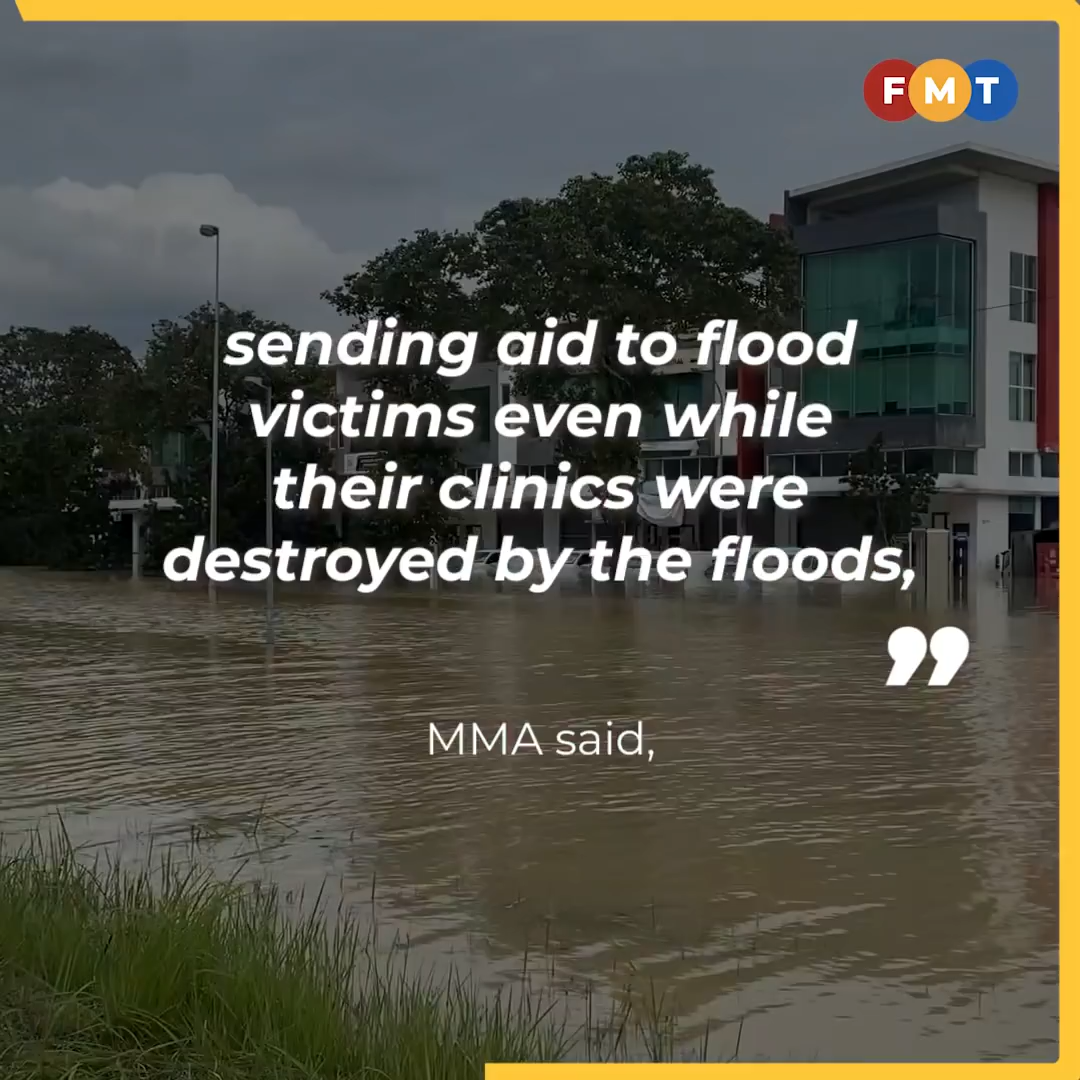 FMT
sending aid to flood
victims even while
their clinics were
destroyed by the floods,
”
MMA said,